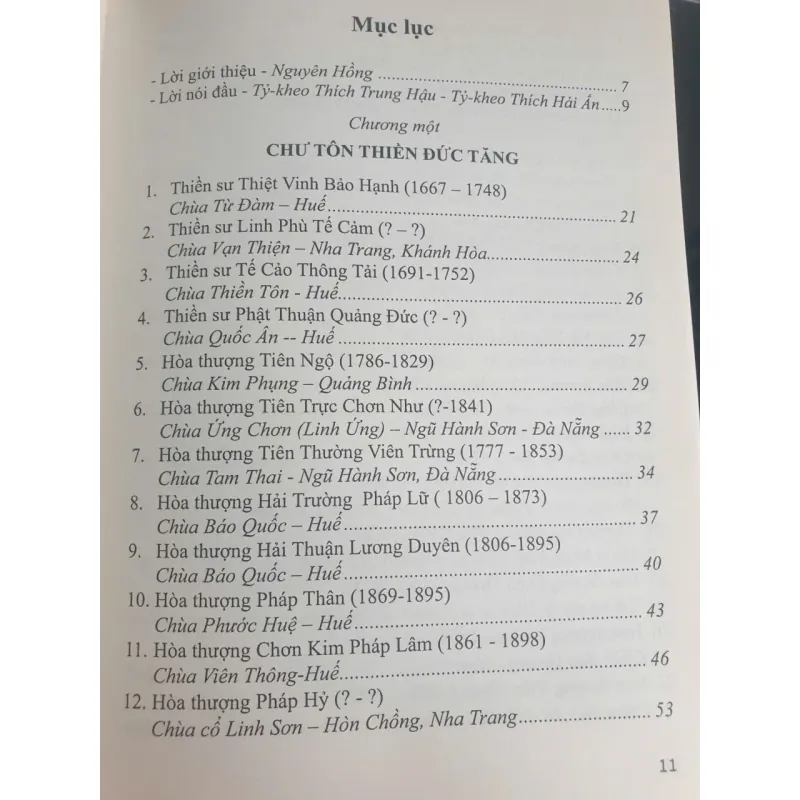 Mục lục
- Lời giới thiệu - Nguyên Hồng ........................................................ 7
- Lời nói đầu - Tỷ-kheo Thích Trung Hậu - Tỷ-kheo Thích Hải Ấn.....9
Chương một
CHƯ TÔN THIỀN ĐỨC TĂNG
1. Thiền sư Thiệt Vinh Bảo Hạnh (1667 – 1748)
Chùa Từ Đàm – Huế........................................................ 21
2. Thiền sư Linh Phù Tế Cảm (? – ?)
Chùa Vạn Thiện – Nha Trang, Khánh Hòa........................ 24
3. Thiền sư Tế Cảo Thông Tải (1691-1752)
Chùa Thiền Tôn - Huế........................................................ 26
4. Thiền sư Phật Thuận Quảng Đức (? - ?)
Chùa Quốc Ân -- Huế ........................................................ 27
5. Hòa thượng Tiên Ngộ (1786-1829)
Chùa Kim Phụng – Quảng Bình ........................................ 29
6. Hòa thượng Tiên Trực Chơn Như (?-1841)
Chùa Ứng Chơn (Linh Ứng) – Ngũ Hành Sơn - Đà Nẵng ...... 32
7. Hòa thượng Tiên Thường Viên Trừng (1777 - 1853)
Chùa Tam Thai - Ngũ Hành Sơn, Đà Nẵng........................ 34
8. Hòa thượng Hải Trường Pháp Lữ ( 1806 – 1873)
Chùa Báo Quốc – Huế........................................................ 37
9. Hòa thượng Hải Thuận Lương Duyên (1806-1895)
Chùa Bảo Quốc – Huế........................................................ 40
10. Hòa thượng Pháp Thân (1869-1895)
Chùa Phước Huệ – Huế........................................................ 43
11. Hòa thượng Chơn Kim Pháp Lâm (1861 - 1898)
Chùa Viên Thông-Huế........................................................ 46
12. Hòa thượng Pháp Hỷ (? - ?)
Chùa cổ Linh Sơn – Hòn Chồng, Nha Trang........................ 53
11